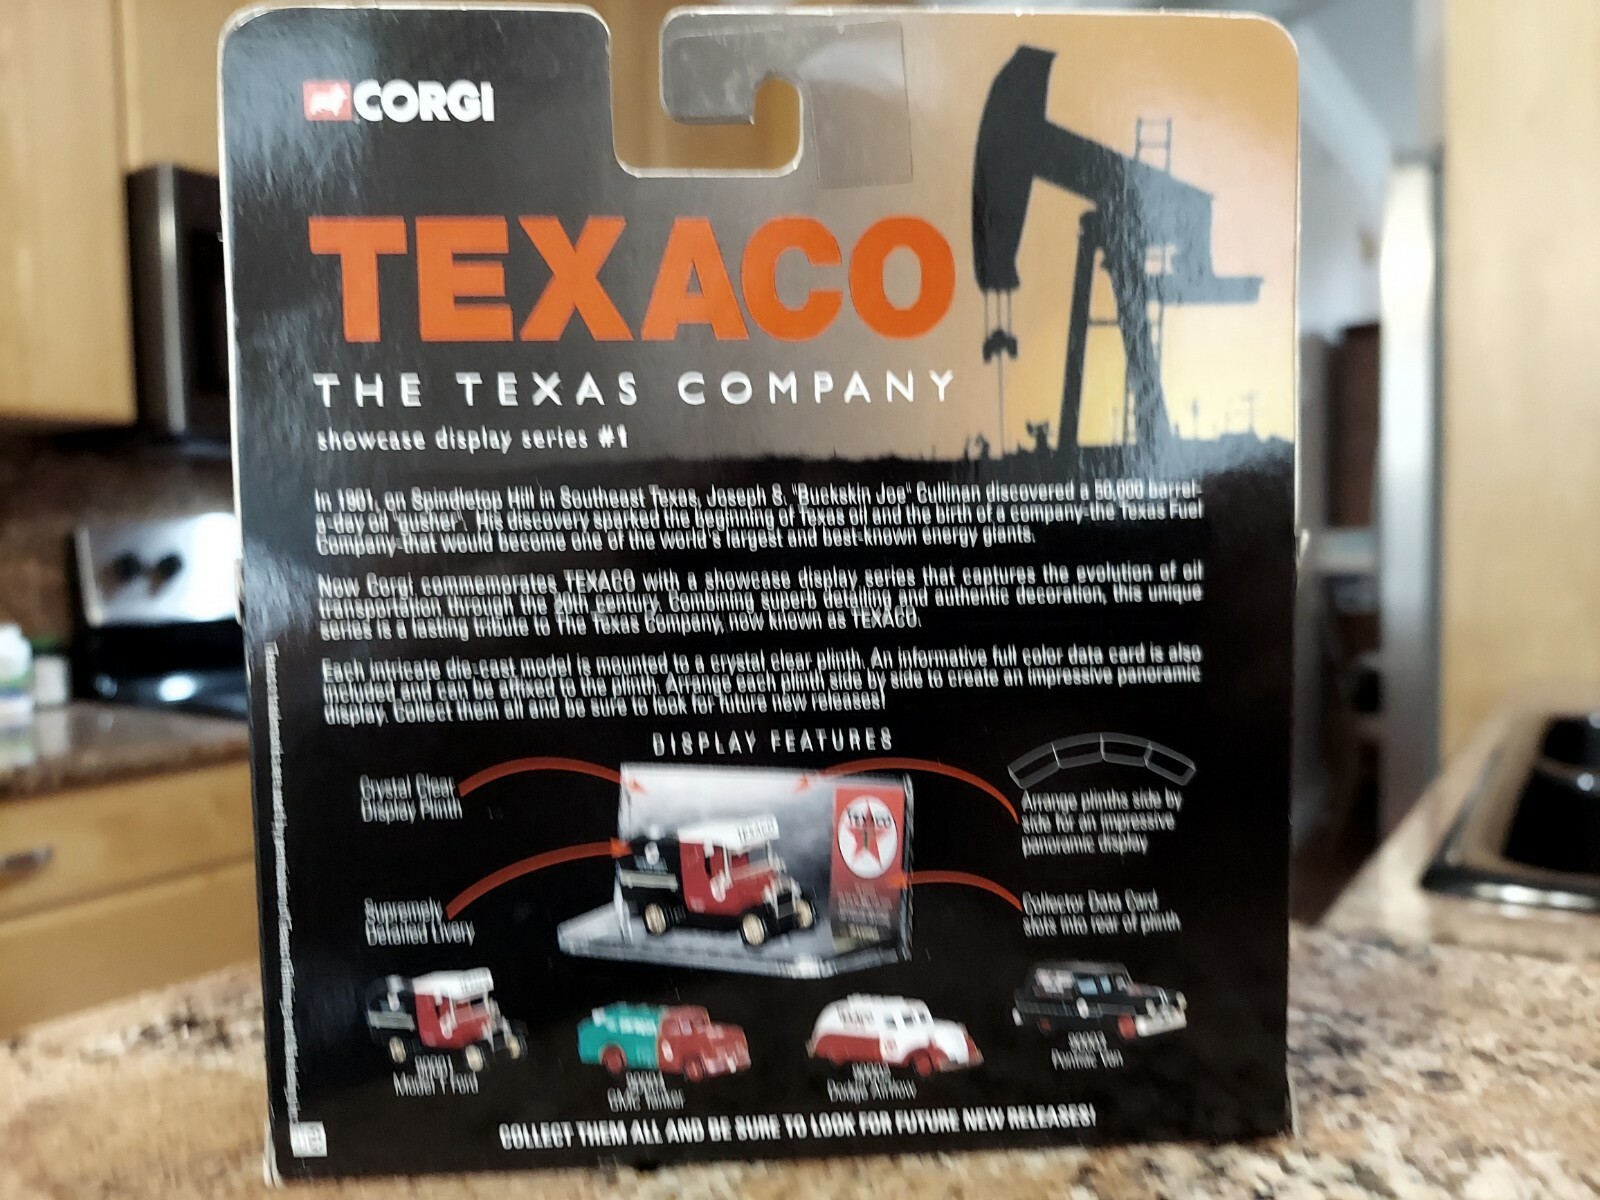 CORGI
TEXACO
THE TEXAS COMPANY
showcase display series #1
In 1901, on Spindletop Hill in Southeast Texas, Joseph S. "Buckskin Joe" Cullinan discovered a 50,000 barrel-
a-day oil "gusher". His discovery sparked the beginning of Texas oil and the birth of a company-the Texas Fuel
Company-that would become one of the world's largest and best-known energy giants.
Now Corgi commemorates TEXACO with a showcase display series that captures the evolution of oil
transportation through the 20th century. Combining superb detailing and authentic decoration, this unique
series is a lasting tribute to The Texas Company, now known as TEXACO.
Each intricate die-cast model is mounted to a crystal clear plinth. An informative full color data card is also
included and can be affixed to the plinth. Arrange each plinth side by side to create an impressive panoramic
display. Collect them all and be sure to look for future new releases!
DISPLAY FEATURES
Crystal Clear
Display Plinth
Arrange plinths side by
side for an impressive
panoramic display
TEXACO
TEXACO
Supremely
Detailed Livery
Collector Data Card
slots into rear of plinth
Model T Ford
Tanker
Dodge Airflow
Pontiac Van
COLLECT THEM ALL AND BE SURE TO LOOK FOR FUTURE NEW RELEASES!